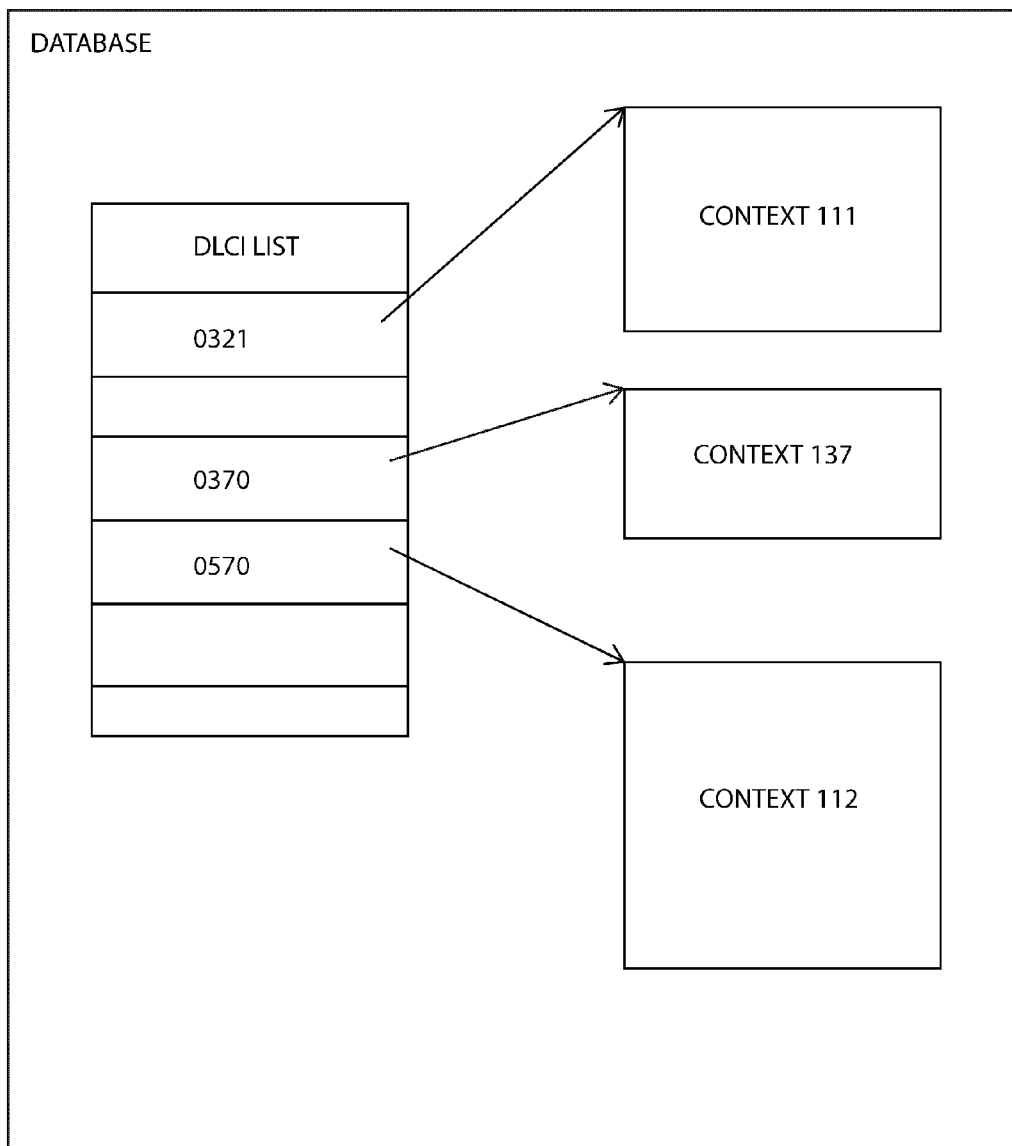 DATABASE
DLCI LIST
0321
0370
0570
CONTEXT 111
CONTEXT 137
CONTEXT 112